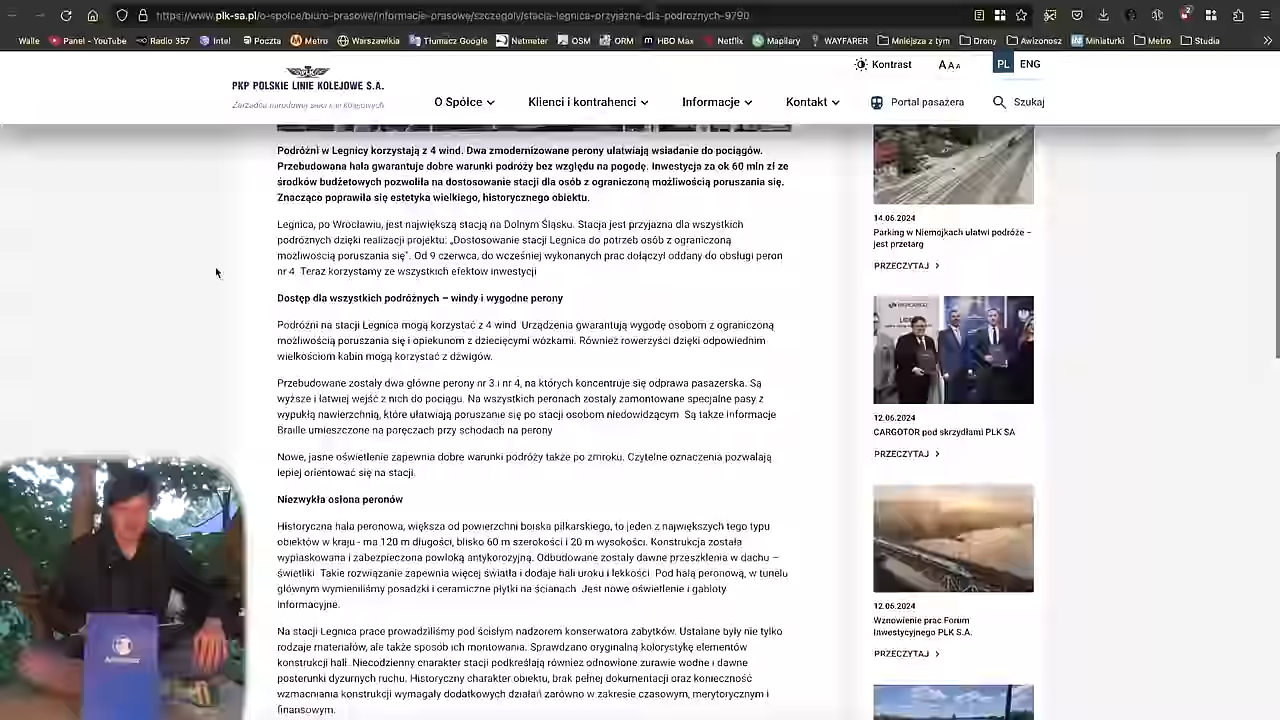 https://www.plk-sa.pl/o-spolce/biuro-prasowe/informacje-prasowe/szczegoly/stacja-legnica-przyjazna-dla-podroznych-9790
Walle Panel - YouTube Radio 357 Intel Poczta Metro Warszawikia Tłumacz Google Netmeter OSM ORM HBO Max Netflix Mapilary WAYFARER Mniejsza z tym Drony Awizonosz Miniaturki Metro Studia
Kontrast A A A PL ENG
PKP POLSKIE LINIE KOLEJOWE S.A.
Zarządca narodowej sieci linii kolejowych
O Spółce Klienci i kontrahenci Informacje Kontakt Portal pasażera Szukaj
Podróżni w Legnicy korzystają z 4 wind. Dwa zmodernizowane perony ułatwiają wsiadanie do pociągów.
Przebudowana hala gwarantuje dobre warunki podróży bez względu na pogodę. Inwestycja za ok 60 mln zł ze
środków budżetowych pozwoliła na dostosowanie stacji dla osób z ograniczoną możliwością poruszania się.
Znacząco poprawiła się estetyka wielkiego, historycznego obiektu.
Legnica, po Wrocławiu, jest największą stacją na Dolnym Śląsku. Stacja jest przyjazna dla wszystkich
podróżnych dzięki realizacji projektu: „Dostosowanie stacji Legnica do potrzeb osób z ograniczoną
możliwością poruszania się”. Od 9 czerwca, do wcześniej wykonanych prac dołączył oddany do obsługi peron
nr 4. Teraz korzystamy ze wszystkich efektów inwestycji
Dostęp dla wszystkich podróżnych – windy i wygodne perony
Podróżni na stacji Legnica mogą korzystać z 4 wind. Urządzenia gwarantują wygodę osobom z ograniczoną
możliwością poruszania się i opiekunom z dziecięcymi wózkami. Również rowerzyści dzięki odpowiednim
wielkościom kabin mogą korzystać z dźwigów.
Przebudowane zostały dwa główne perony nr 3 i nr 4, na których koncentruje się odprawa pasażerska. Są
wyższe i łatwiej wejść z nich do pociągu. Na wszystkich peronach zostały zamontowane specjalne pasy z
wypukłą nawierzchnią, które ułatwiają poruszanie się po stacji osobom niedowidzącym. Są także informacje
Braille umieszczone na poręczach przy schodach na perony
Nowe, jasne oświetlenie zapewnia dobre warunki podróży także po zmroku. Czytelne oznaczenia pozwalają
lepiej orientować się na stacji.
Niezwykła osłona peronów
Historyczna hala peronowa, większa od powierzchni boiska piłkarskiego, to jeden z największych tego typu
obiektów w kraju - ma 120 m długości, blisko 60 m szerokości i 20 m wysokości. Konstrukcja została
wypiaskowana i zabezpieczona powłoką antykorozyjną. Odbudowane zostały dawne przeszklenia w dachu –
świetliki. Takie rozwiązanie zapewnia więcej światła i dodaje hali uroku i lekkości. Pod halą peronową, w tunelu
głównym wymieniliśmy posadzki i ceramiczne płytki na ścianach. Jest nowe oświetlenie i gabloty
informacyjne.
Na stacji Legnica prace prowadziliśmy pod ścisłym nadzorem konserwatora zabytków. Ustalane były nie tylko
rodzaje materiałów, ale także sposób ich montowania. Sprawdzano oryginalną kolorystykę elementów
konstrukcji hali. Niecodzienny charakter stacji podkreślają również odnowione żurawie wodne i dawne
posterunki dyżurnych ruchu. Historyczny charakter obiektu, brak pełnej dokumentacji oraz konieczność
wzmacniania konstrukcji wymagały dodatkowych działań zarówno w zakresie czasowym, merytorycznym i
finansowym.
14.06.2024
Parking w Niemojkach ułatwi podróże –
jest przetarg
PRZECZYTAJ
12.06.2024
CARGOTOR pod skrzydłami PLK SA
PRZECZYTAJ
12.06.2024
Wznowienie prac Forum
Inwestycyjnego PLK S.A.
PRZECZYTAJ